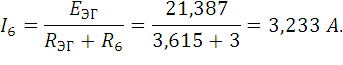 I₆ = E_ЭГ / (R_ЭГ + R₆) = 21,387 / (3,615 + 3) = 3,233 A.